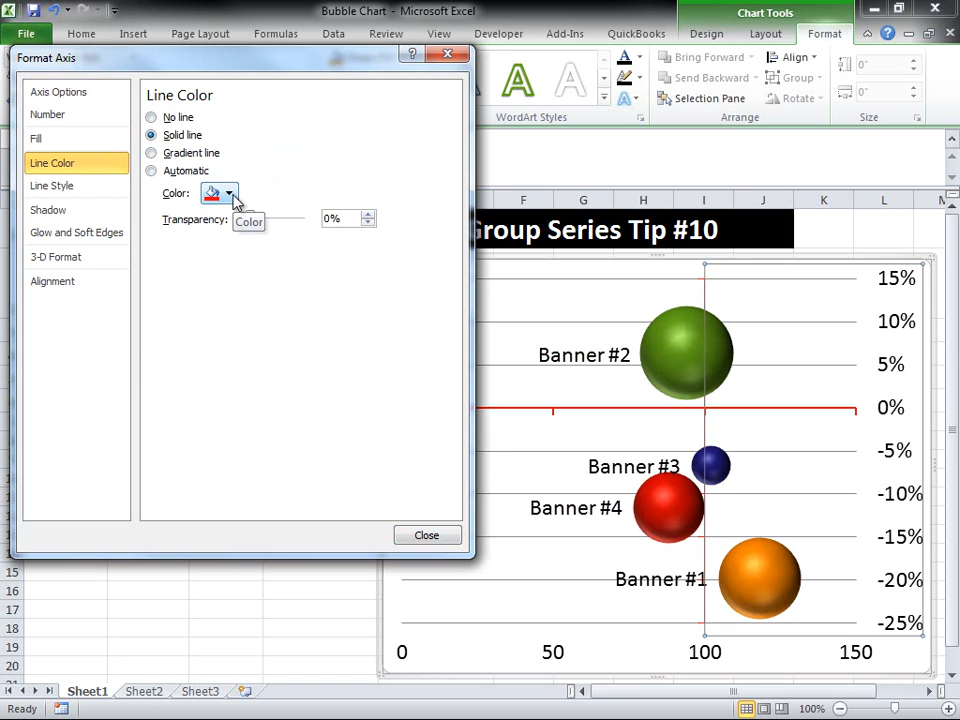 Bubble Chart - Microsoft Excel
Chart Tools
File Home Insert Page Layout Formulas Data Review View Developer Add-Ins QuickBooks Design Layout Format
Format Axis
Bring Forward Align
Send Backward Group
Selection Pane Rotate
WordArt Styles Arrange Size
0"
0"
Axis Options
Number
Fill
Line Color
Line Style
Shadow
Glow and Soft Edges
3-D Format
Alignment
Line Color
No line
Solid line
Gradient line
Automatic
Color:
Transparency: 0%
Color
Close
F G H I J K L M
Group Series Tip #10
15%
10%
Banner #2
5%
0%
-5%
Banner #3
-10%
Banner #4
-15%
Banner #1
-20%
-25%
0 50 100 150
15
16
17
18
19
20
21
Sheet1 Sheet2 Sheet3
Ready 100%